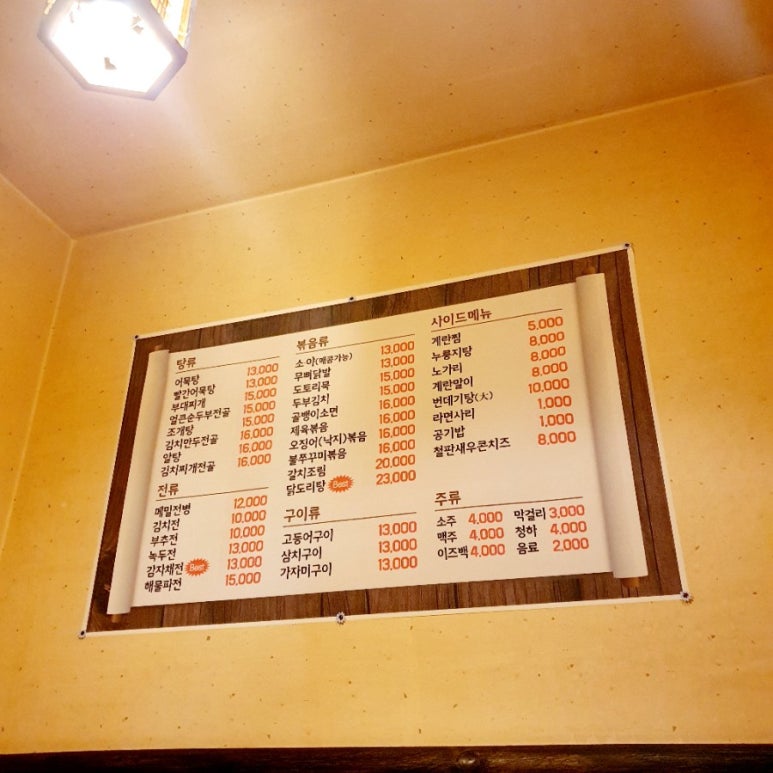 탕류
어묵탕 13,000
빨간어묵탕 13,000
부대찌개 15,000
얼큰순두부전골 15,000
조개탕 15,000
김치만두전골 16,000
알탕 16,000
김치찌개전골 16,000
전류
메밀전병 12,000
김치전 10,000
부추전 10,000
녹두전 13,000
감자채전 Best 13,000
해물파전 15,000
볶음류
소야(매콤가능) 13,000
무뼈닭발 13,000
도토리묵 15,000
두부김치 15,000
골뱅이소면 16,000
제육볶음 16,000
오징어(낙지)볶음 16,000
불쭈꾸미볶음 16,000
갈치조림 20,000
닭도리탕 Best 23,000
구이류
고등어구이 13,000
삼치구이 13,000
가자미구이 13,000
사이드메뉴
계란찜 5,000
누룽지탕 8,000
노가리 8,000
계란말이 8,000
번데기탕(大) 10,000
라면사리 1,000
공기밥 1,000
철판새우콘치즈 8,000
주류
소주 4,000 막걸리 3,000
맥주 4,000 청하 4,000
이즈백 4,000 음료 2,000